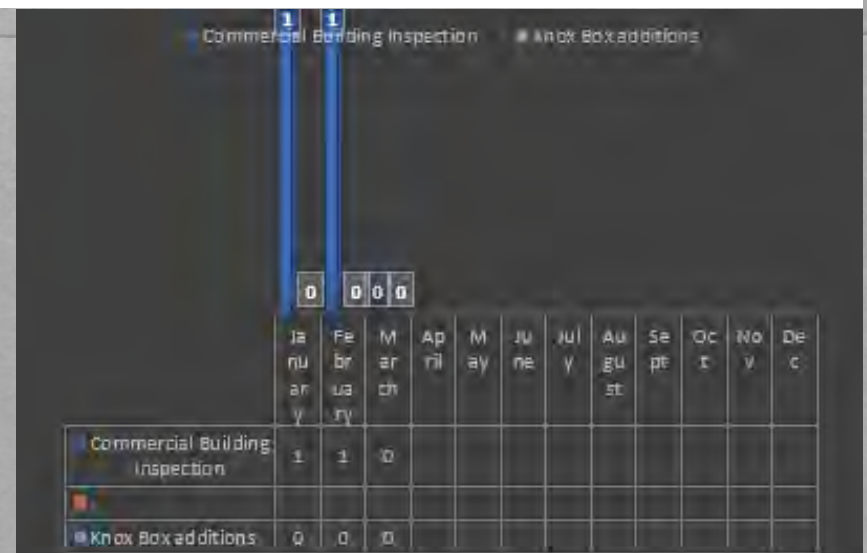 1 1
Commercial Building Inspection Knox Box additions
0 0 0 0
January February March April May June July August Sept Oct Nov Dec
Commercial Building Inspection 1 1 0
Knox Box additions 0 0 0